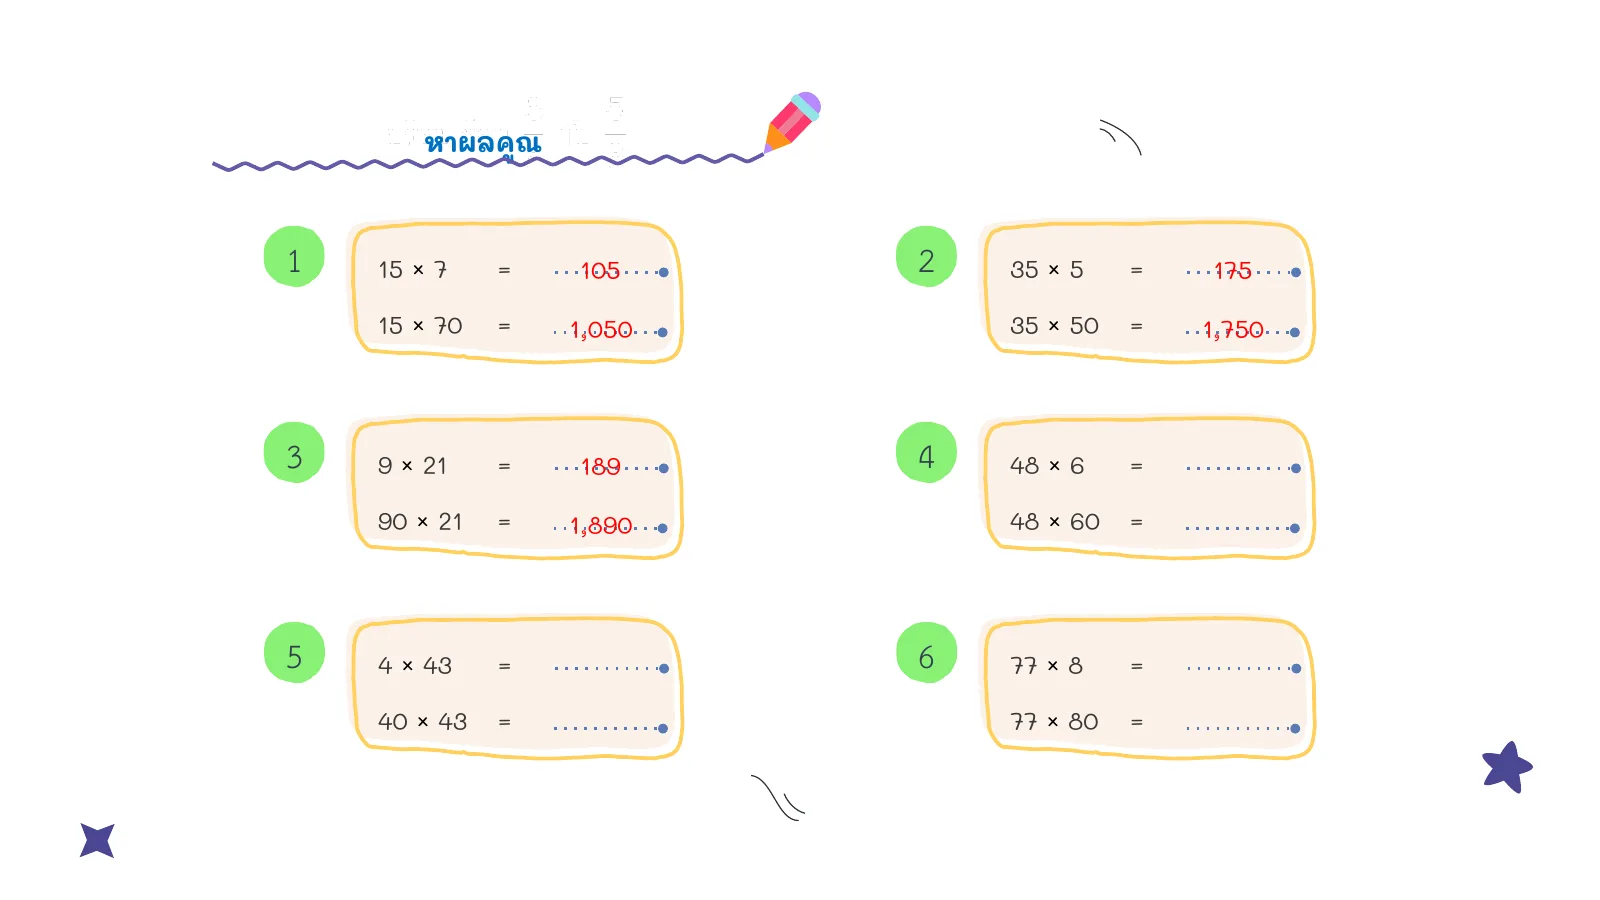 หาผลคูณ
1
15 × 7 = 105
15 × 70 = 1,050
2
35 × 5 = 175
35 × 50 = 1,750
3
9 × 21 = 189
90 × 21 = 1,890
4
48 × 6 =
48 × 60 =
5
4 × 43 =
40 × 43 =
6
77 × 8 =
77 × 80 =